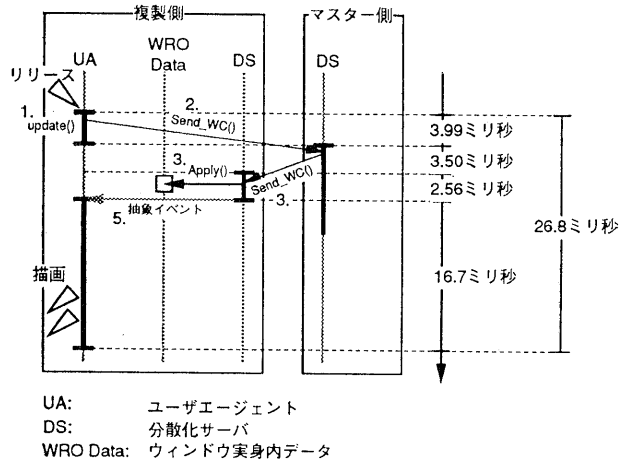 複製側
マスター側
UA
WRO
Data
DS
DS
リリース
1.
update()
2.
Send_WC()
3.99ミリ秒
3.50ミリ秒
3.
Apply()
Send_WC()
3.
2.56ミリ秒
5.
抽象イベント
26.8ミリ秒
描画
16.7ミリ秒
UA: ユーザエージェント
DS: 分散化サーバ
WRO Data: ウィンドウ実身内データ